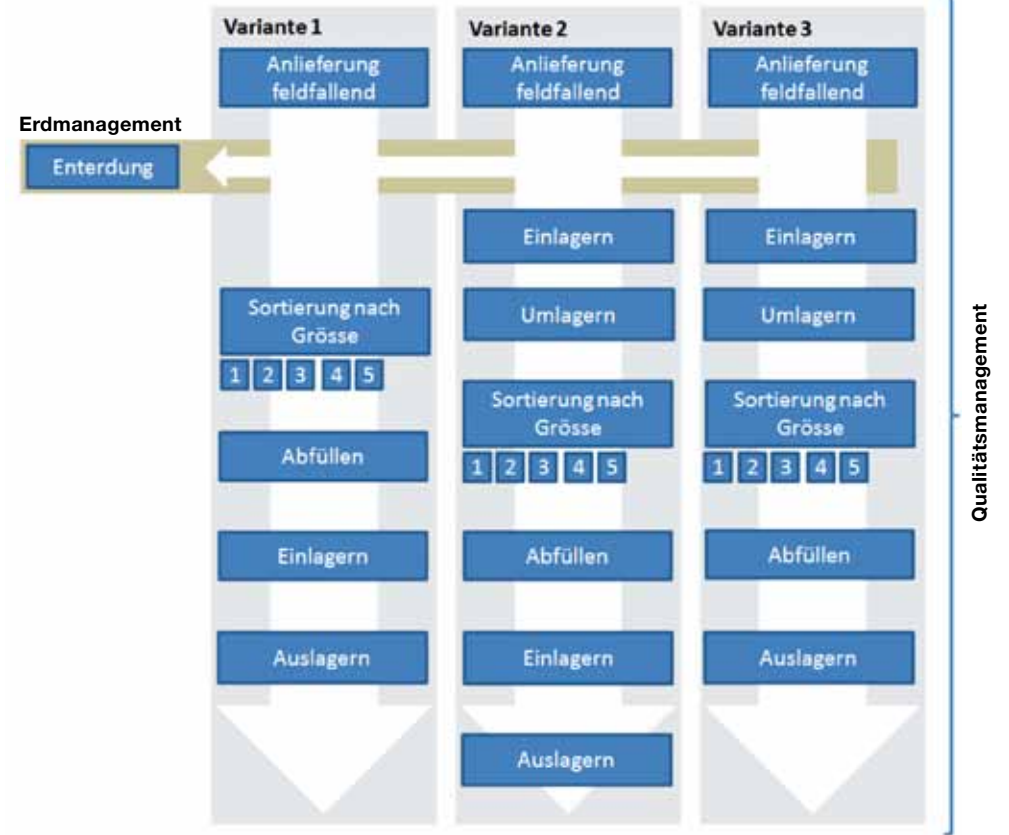 Variante 1
Anlieferung
feldfallend
Sortierung nach
Grösse
1 2 3 4 5
Abfüllen
Einlagern
Auslagern
Variante 2
Anlieferung
feldfallend
Einlagern
Umlagern
Sortierung nach
Grösse
1 2 3 4 5
Abfüllen
Einlagern
Auslagern
Variante 3
Anlieferung
feldfallend
Einlagern
Umlagern
Sortierung nach
Grösse
1 2 3 4 5
Abfüllen
Auslagern
Erdmanagement
Enterdung
Qualitätsmanagement